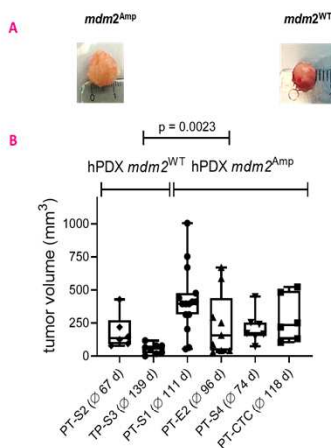 A
mdm2Amp
mdm2WT
B
p = 0.0023
hPDX mdm2WT
hPDX mdm2Amp
tumor volume (mm3)
1000
750
500
250
0
PT-S2 (Ø 67 d)
TP-S3 (Ø 139 d)
PT-S1 (Ø 111 d)
PT-E2 (Ø 96 d)
PT-S4 (Ø 74 d)
PT-CTC (Ø 118 d)